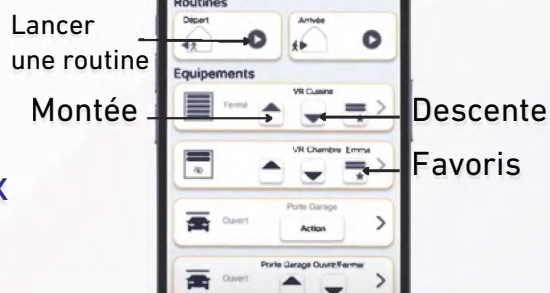 Routines
Lancer
une routine
Départ
Arrivée
Equipements
Montée
Fermé
VR Cuisine
Descente
VR Chambre Emma
Favoris
x
Ouvert
Porte Garage
Action
Ouvert
Porte Garage Ouvrir/Fermer